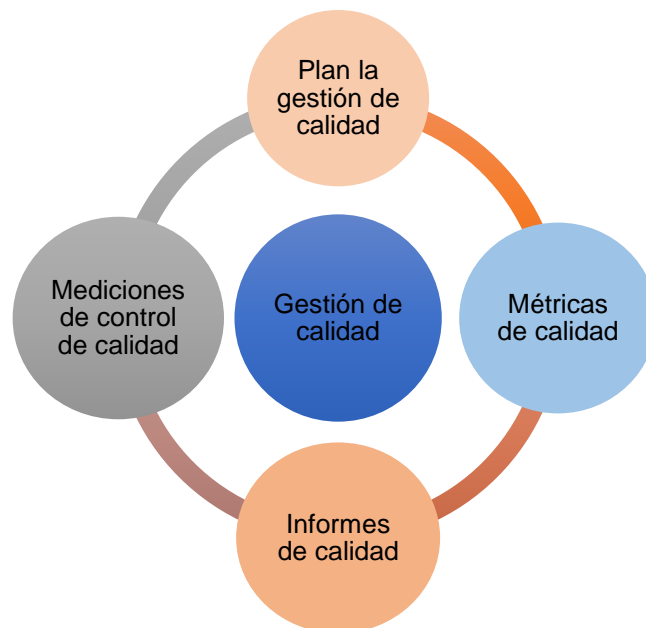 Plan la
gestión de
calidad
Mediciones
de control
de calidad
Gestión de
calidad
Métricas
de calidad
Informes
de calidad